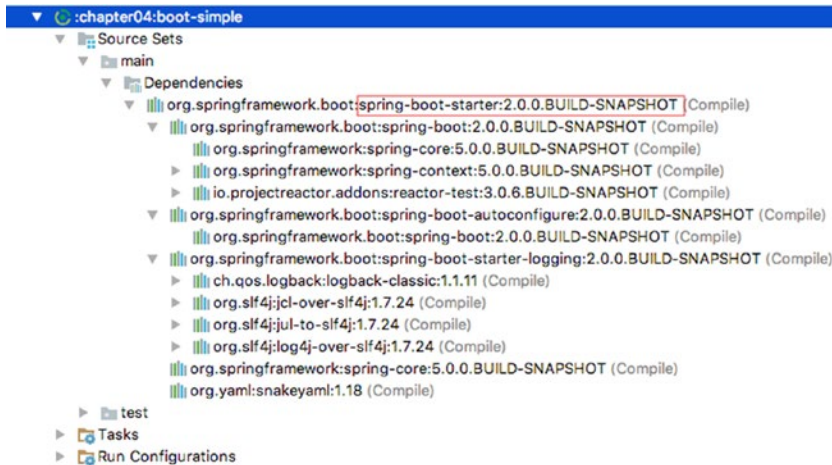 :chapter04:boot-simple
Source Sets
main
Dependencies
org.springframework.boot:spring-boot-starter:2.0.0.BUILD-SNAPSHOT (Compile)
org.springframework.boot:spring-boot:2.0.0.BUILD-SNAPSHOT (Compile)
org.springframework:spring-core:5.0.0.BUILD-SNAPSHOT (Compile)
org.springframework:spring-context:5.0.0.BUILD-SNAPSHOT (Compile)
io.projectreactor.addons:reactor-test:3.0.6.BUILD-SNAPSHOT (Compile)
org.springframework.boot:spring-boot-autoconfigure:2.0.0.BUILD-SNAPSHOT (Compile)
org.springframework.boot:spring-boot:2.0.0.BUILD-SNAPSHOT (Compile)
org.springframework.boot:spring-boot-starter-logging:2.0.0.BUILD-SNAPSHOT (Compile)
ch.qos.logback:logback-classic:1.1.11 (Compile)
org.slf4j:jcl-over-slf4j:1.7.24 (Compile)
org.slf4j:jul-to-slf4j:1.7.24 (Compile)
org.slf4j:log4j-over-slf4j:1.7.24 (Compile)
org.springframework:spring-core:5.0.0.BUILD-SNAPSHOT (Compile)
org.yaml:snakeyaml:1.18 (Compile)
test
Tasks
Run Configurations